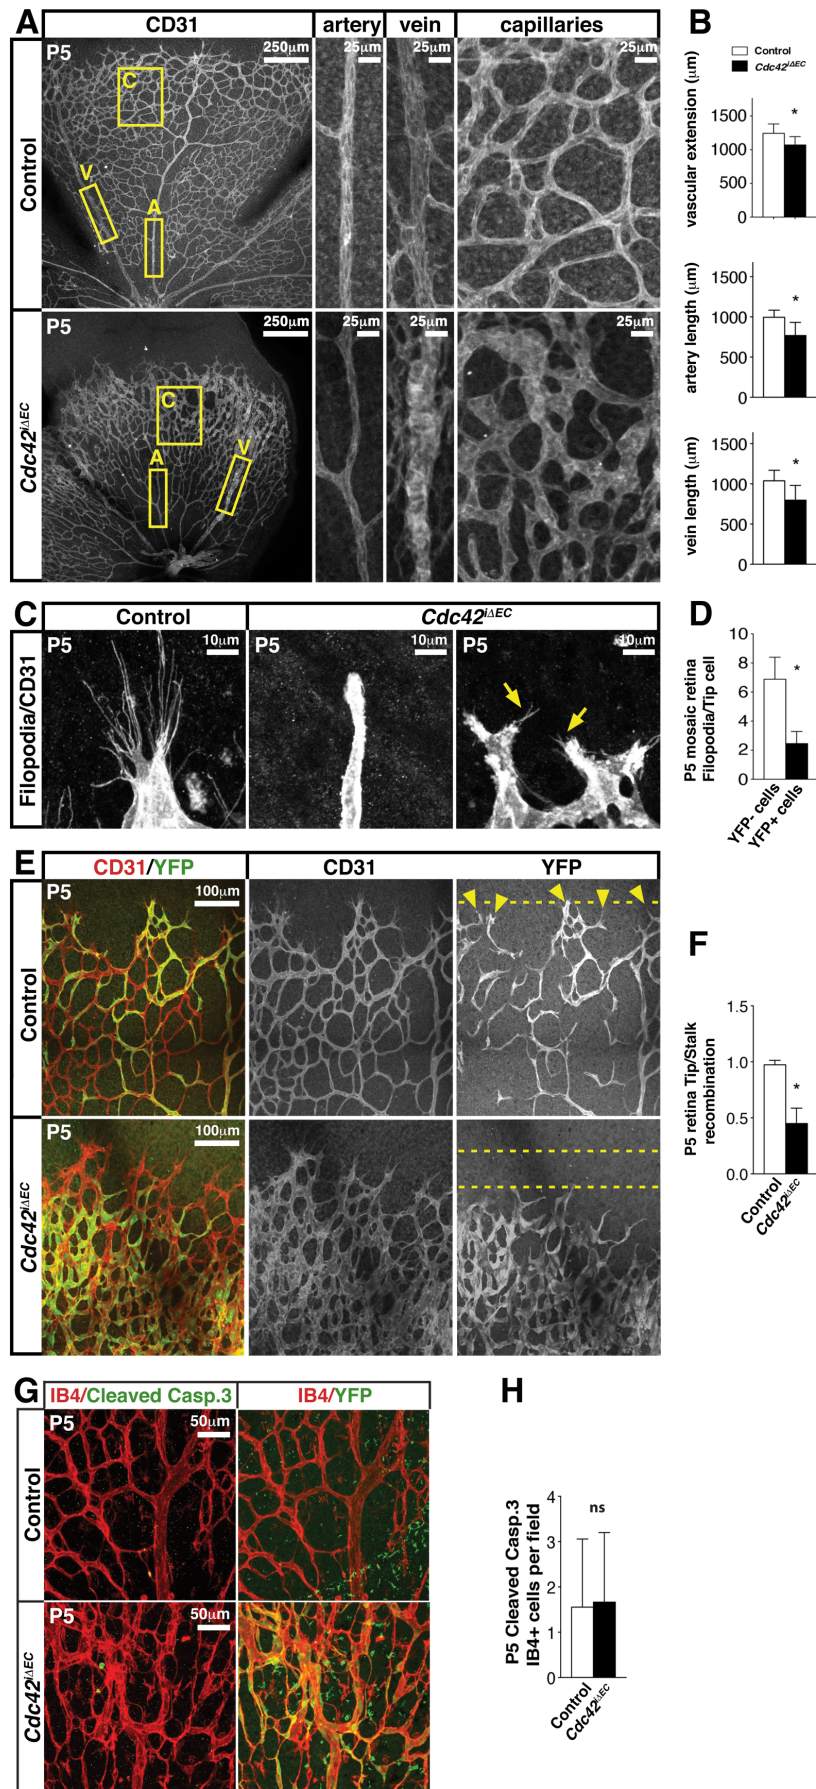 A
CD31
artery
vein
capillaries
Control
P5
250µm
25µm
25µm
25µm
C
V
A
Cdc42iΔEC
P5
250µm
25µm
25µm
25µm
C
A
V
B
Control
Cdc42iΔEC
vascular extension (µm)
1500
1000
500
0
*
artery length (µm)
1500
1000
500
0
*
vein length (µm)
1500
1000
500
0
*
C
Control
Cdc42iΔEC
Filopodia/CD31
P5
10µm
P5
10µm
P5
10µm
D
P5 mosaic retina
Filopodia/Tip cell
10
8
6
4
2
0
*
YFP- cells
YFP+ cells
E
CD31/YFP
CD31
YFP
Control
P5
100µm
Cdc42iΔEC
P5
100µm
F
P5 retina Tip/Stalk
recombination
1.5
1.0
0.5
0.0
*
Control
Cdc42iΔEC
G
IB4/Cleaved Casp.3
IB4/YFP
Control
P5
50µm
Cdc42iΔEC
P5
50µm
H
P5 Cleaved Casp.3
IB4+ cells per field
4
3
2
1
0
ns
Control
Cdc42iΔEC